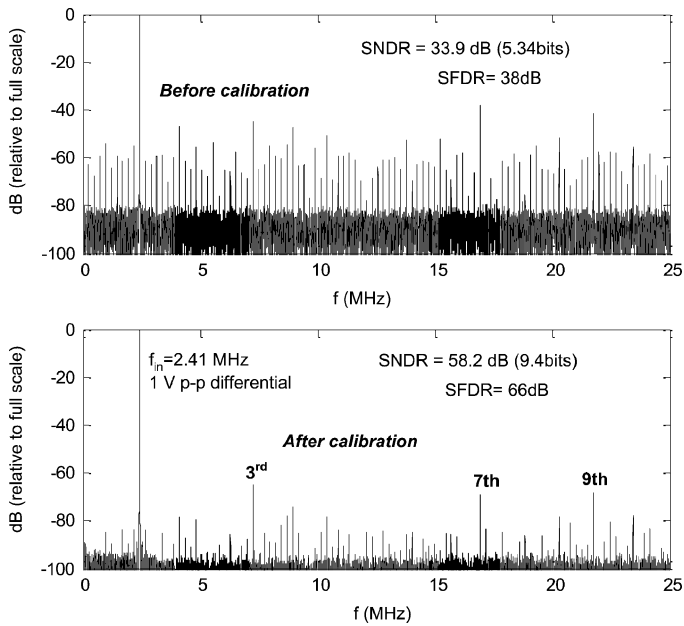 0
-20
-40
-60
-80
-100
dB (relative to full scale)
SNDR = 33.9 dB (5.34bits)
SFDR= 38dB
Before calibration
0 5 10 15 20 25
f (MHz)
0
-20
-40
-60
-80
-100
dB (relative to full scale)
fin=2.41 MHz
1 V p-p differential
SNDR = 58.2 dB (9.4bits)
SFDR= 66dB
After calibration
3rd
7th
9th
0 5 10 15 20 25
f (MHz)